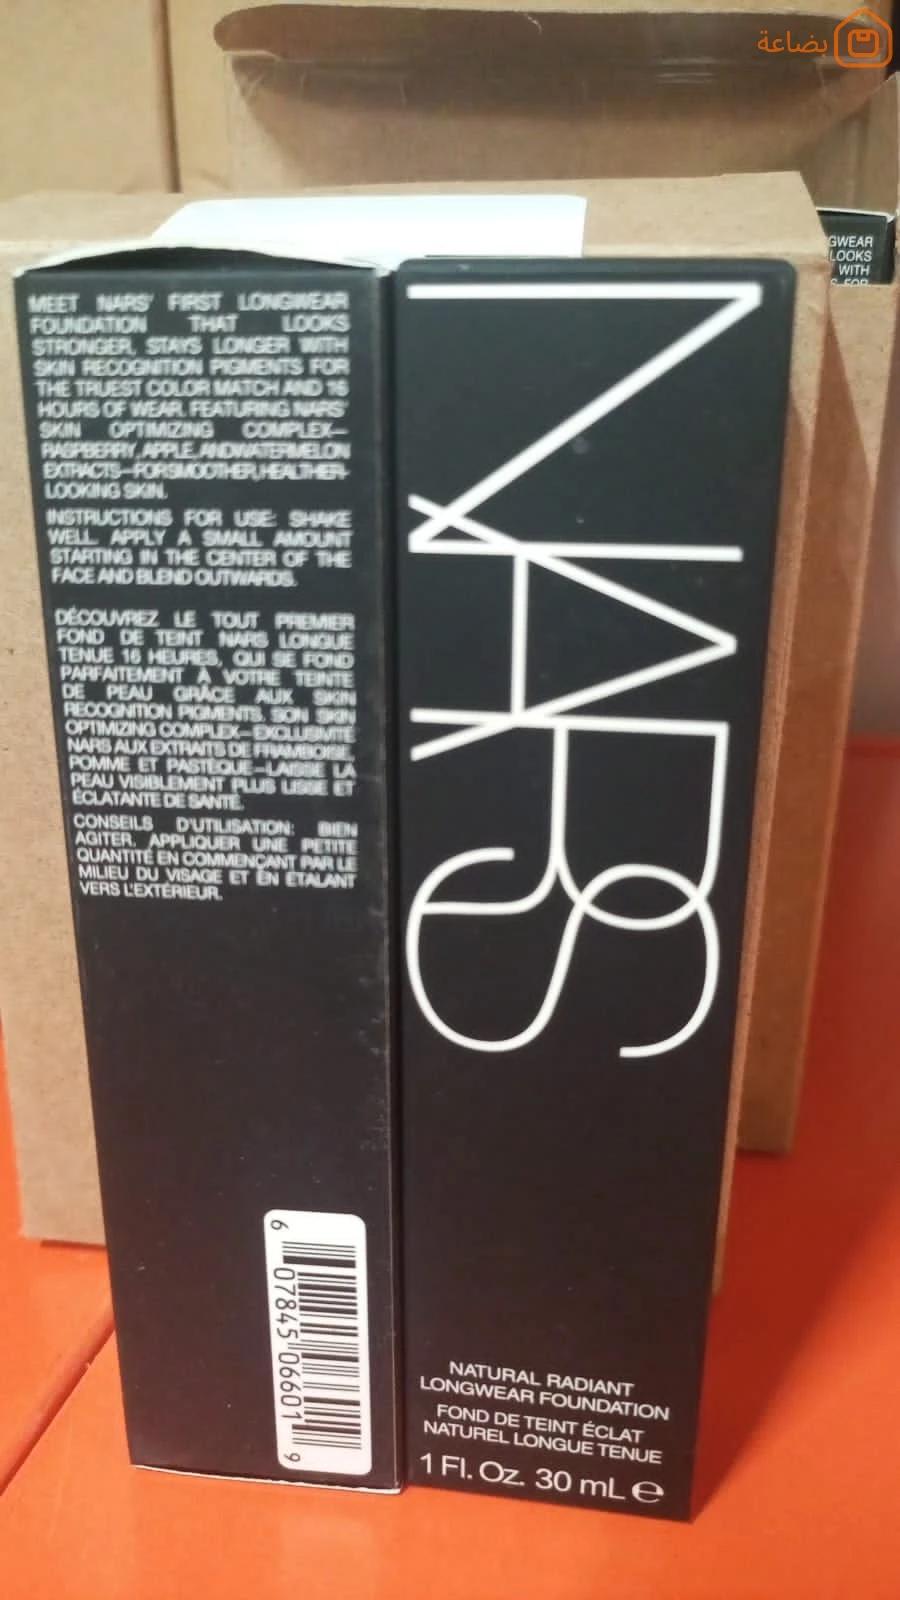 بضاعة
GWEAR
LOOKS
WITH
S FOR
MEET NARS' FIRST LONGWEAR
FOUNDATION THAT LOOKS
STRONGER, STAYS LONGER WITH
SKIN RECOGNITION PIGMENTS FOR
THE TRUEST COLOR MATCH AND 16
HOURS OF WEAR. FEATURING NARS'
SKIN OPTIMIZING COMPLEX—
RASPBERRY, APPLE, ANDWATERMELON
EXTRACTS—FORSMOOTHER, HEALTHER-
LOOKING SKIN.
INSTRUCTIONS FOR USE: SHAKE
WELL. APPLY A SMALL AMOUNT
STARTING IN THE CENTER OF THE
FACE AND BLEND OUTWARDS.
DÉCOUVREZ LE TOUT PREMIER
FOND DE TEINT NARS LONGUE
TENUE 16 HEURES, QUI SE FOND
PARFAITEMENT À VOTRE TEINTE
DE PEAU GRÂCE AUX SKIN
RECOGNITION PIGMENTS. SON SKIN
OPTIMIZING COMPLEX—EXCLUSIVITÉ
NARS AUX EXTRAITS DE FRAMBOISE,
POMME ET PASTÈQUE—LAISSE LA
PEAU VISIBLEMENT PLUS LISSE ET
ÉCLATANTE DE SANTÉ.
CONSEILS D'UTILISATION: BIEN
AGITER. APPLIQUER UNE PETITE
QUANTITÉ EN COMMENÇANT PAR LE
MILIEU DU VISAGE ET EN ÉTALANT
VERS L'EXTÉRIEUR.
6 07845 06601 9
NARS
NATURAL RADIANT
LONGWEAR FOUNDATION
FOND DE TEINT ÉCLAT
NATUREL LONGUE TENUE
1 Fl. Oz. 30 mL ℮